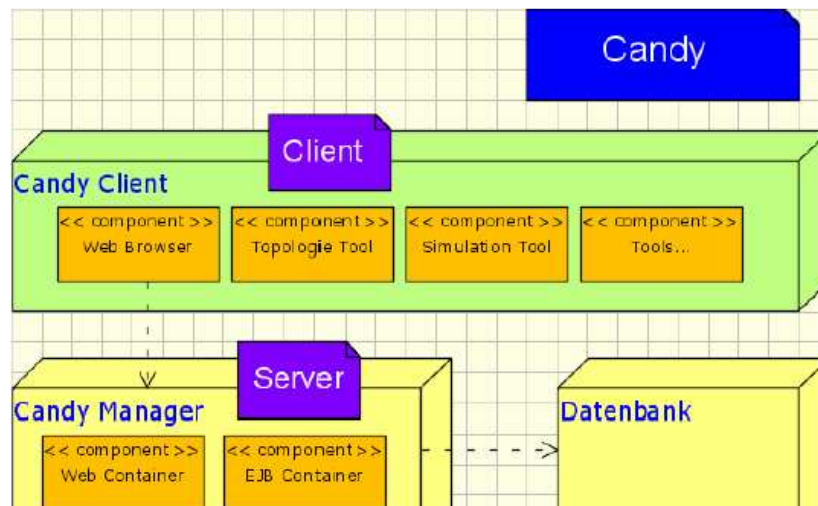 Candy
Client
Candy Client
<< component >>
Web Browser
<< component >>
Topologie Tool
<< component >>
Simulation Tool
<< component >>
Tools...
Server
Candy Manager
Datenbank
<< component >>
Web Container
<< component >>
EJB Container